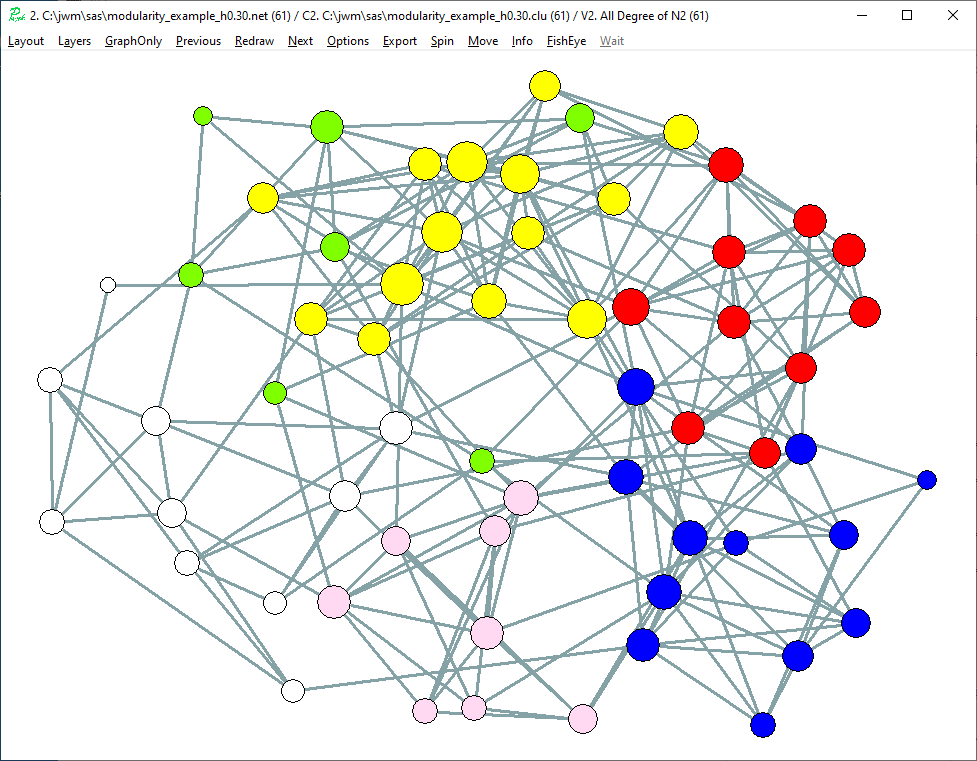 2. C:\jwm\sas\modularity_example_h0.30.net (61) / C2. C:\jwm\sas\modularity_example_h0.30.clu (61) / V2. All Degree of N2 (61)
Layout Layers GraphOnly Previous Redraw Next Options Export Spin Move Info FishEye Wait